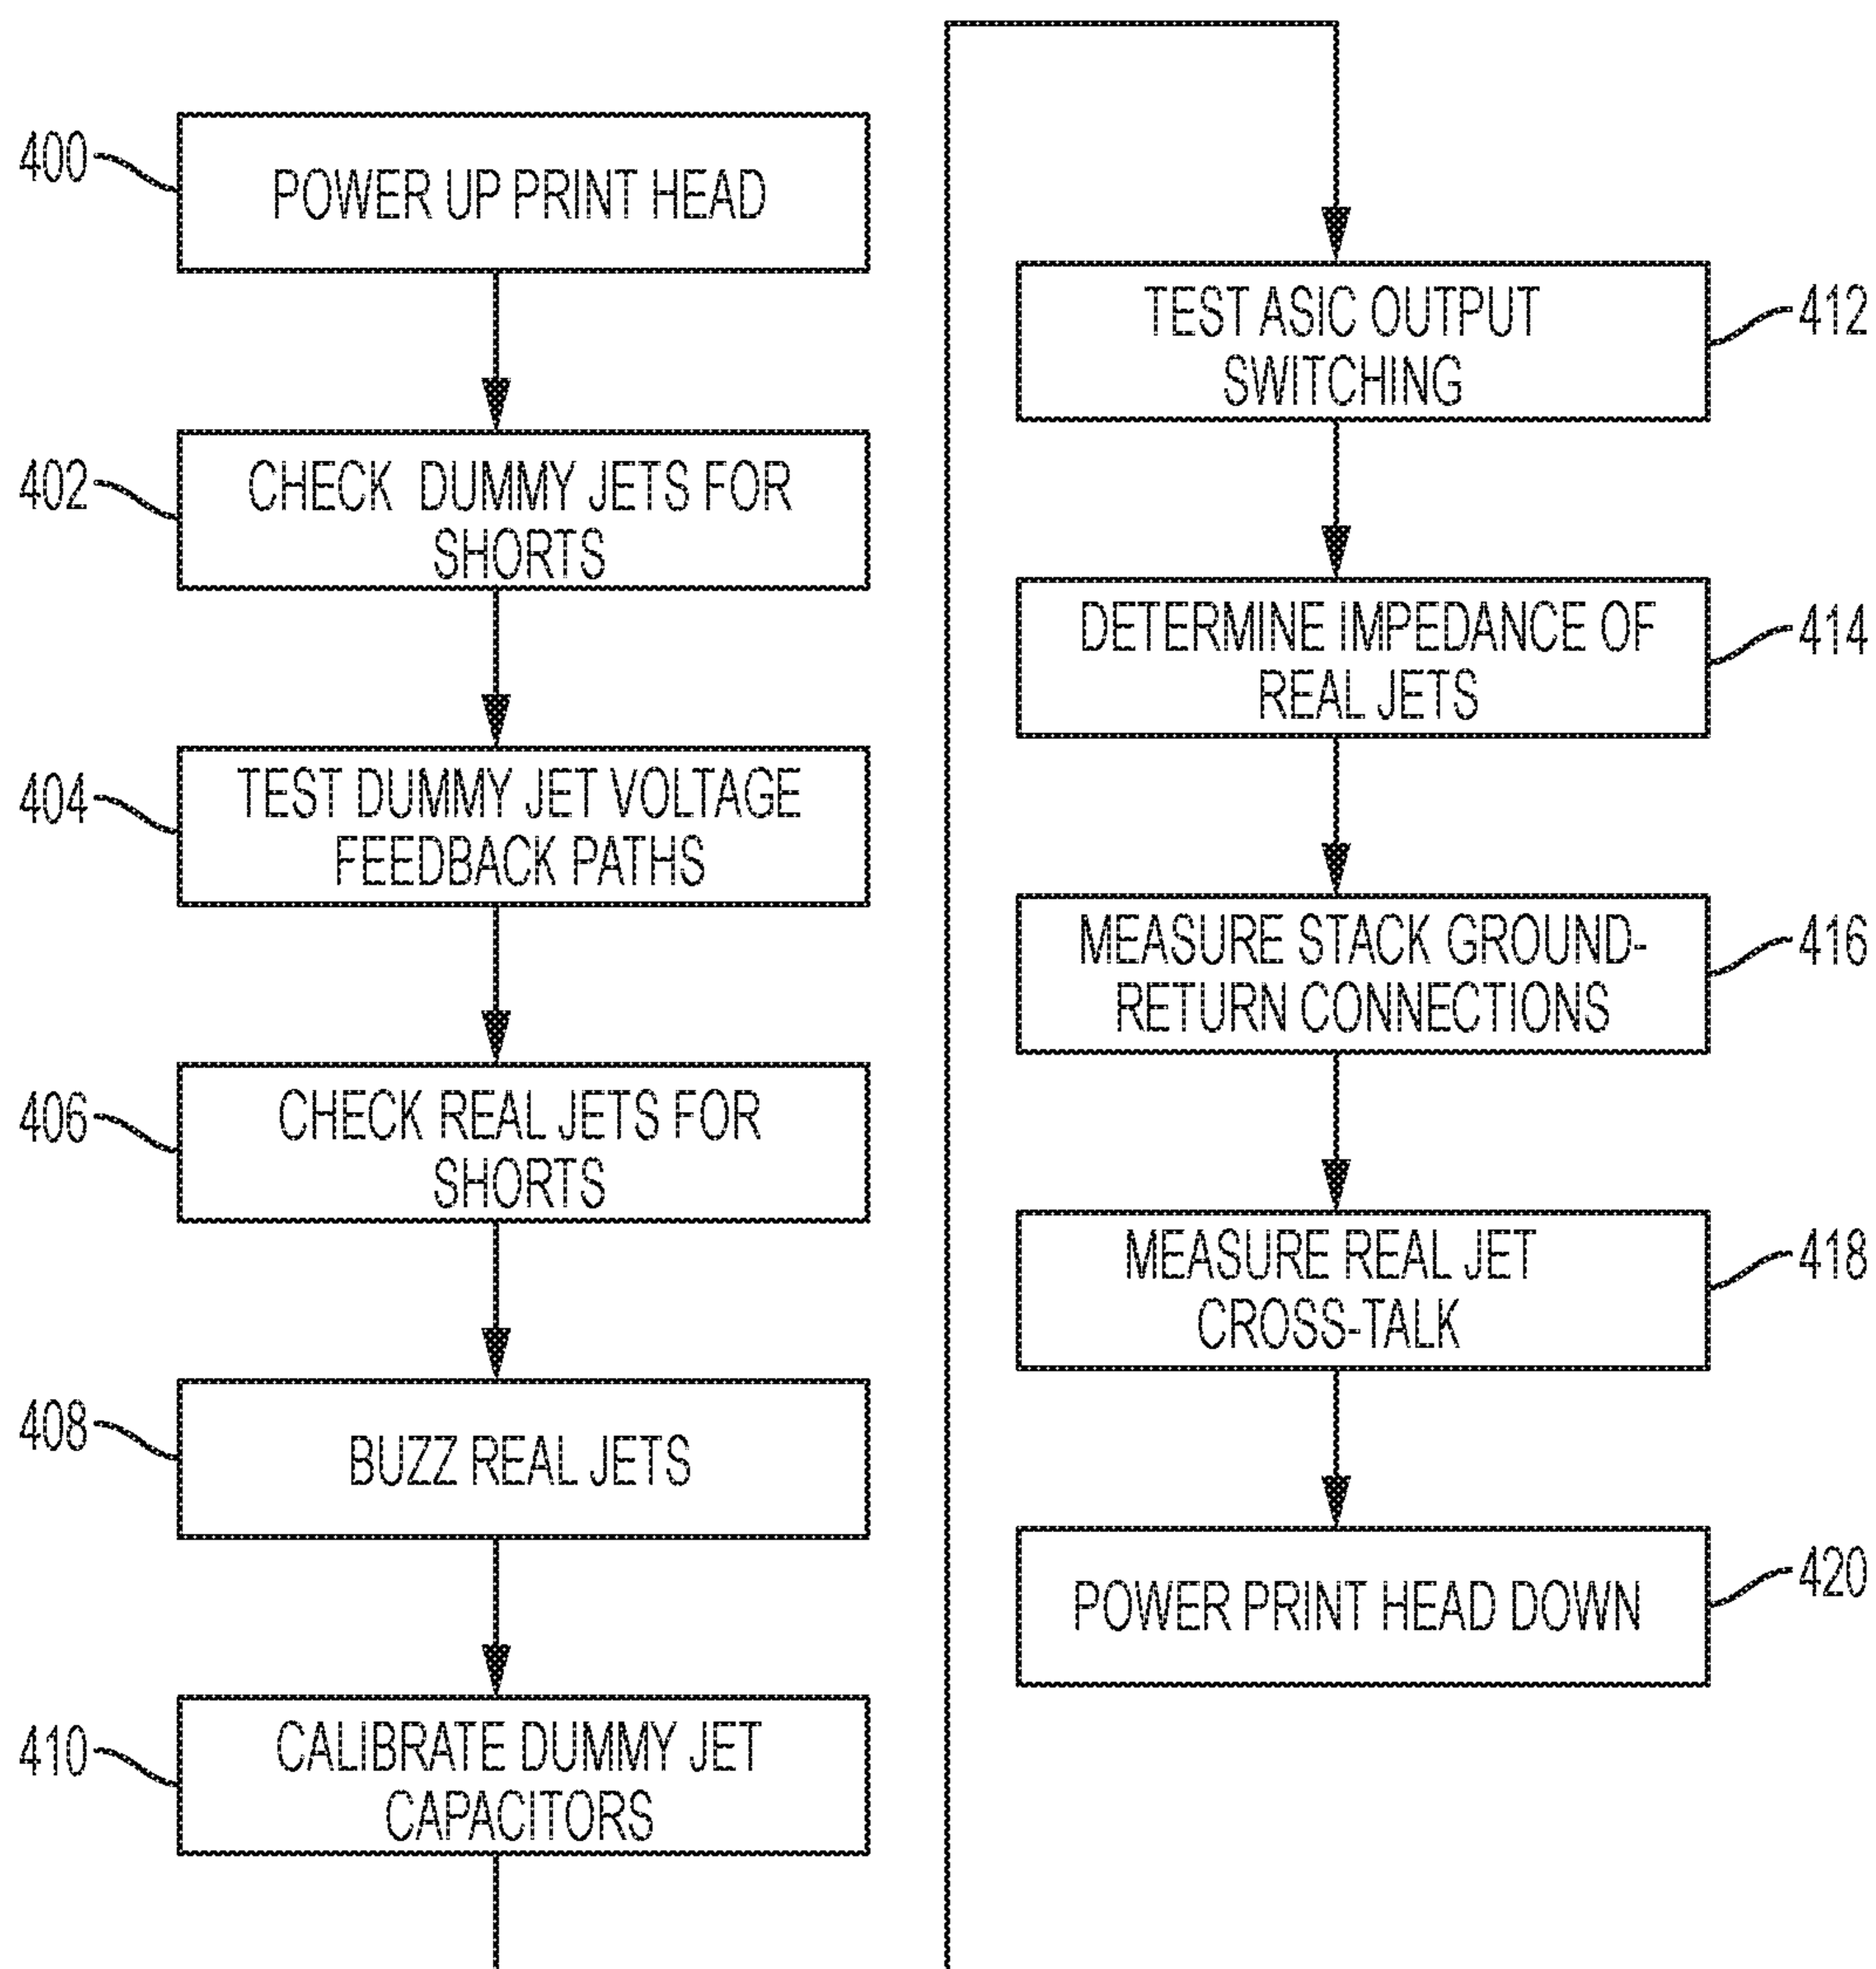 400
POWER UP PRINT HEAD
402
CHECK DUMMY JETS FOR
SHORTS
404
TEST DUMMY JET VOLTAGE
FEEDBACK PATHS
406
CHECK REAL JETS FOR
SHORTS
408
BUZZ REAL JETS
410
CALIBRATE DUMMY JET
CAPACITORS
TEST ASIC OUTPUT
SWITCHING
412
DETERMINE IMPEDANCE OF
REAL JETS
414
MEASURE STACK GROUND-
RETURN CONNECTIONS
416
MEASURE REAL JET
CROSS-TALK
418
POWER PRINT HEAD DOWN
420